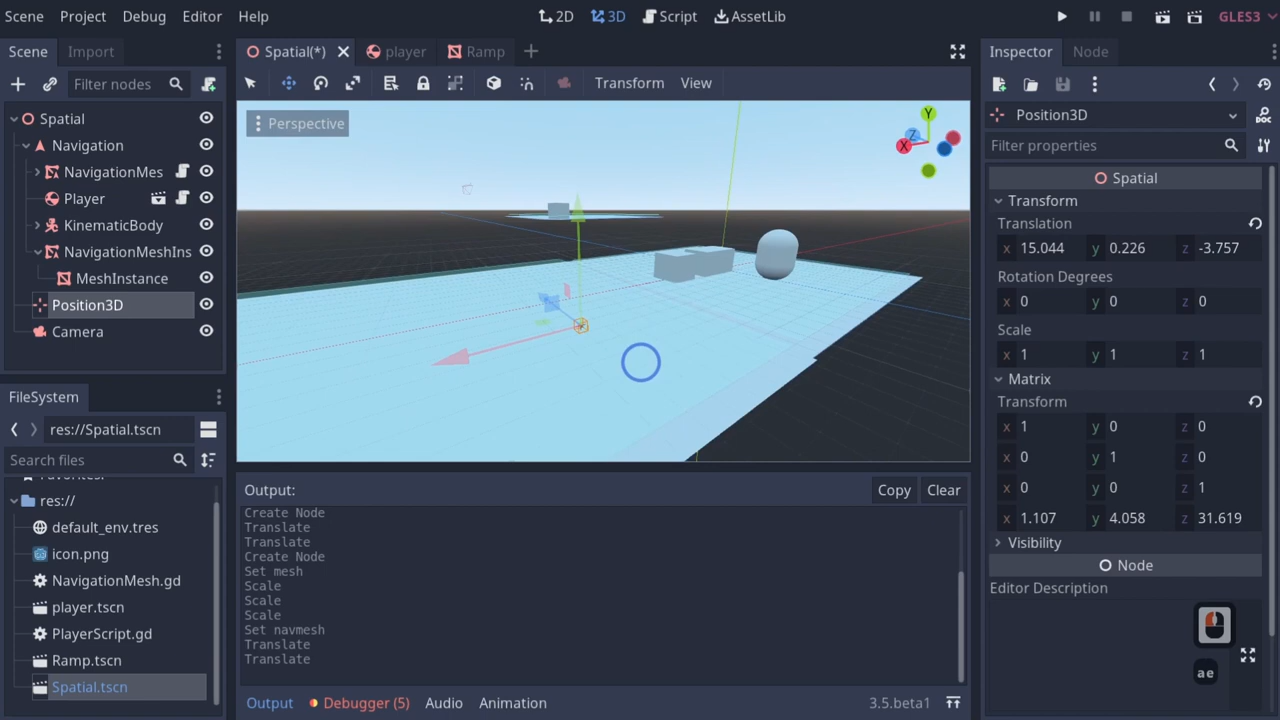 Scene Project Debug Editor Help 2D 3D Script AssetLib GLES3
Scene Import
Filter nodes
Spatial
Navigation
NavigationMes
Player
KinematicBody
NavigationMeshIns
MeshInstance
Position3D
Camera
FileSystem
res://Spatial.tscn
Search files
res://
default_env.tres
icon.png
NavigationMesh.gd
player.tscn
PlayerScript.gd
Ramp.tscn
Spatial.tscn
Spatial(*) player Ramp
Transform View
Perspective
Y
Z
X
Output: Copy Clear
Create Node
Translate
Translate
Create Node
Set mesh
Scale
Scale
Scale
Set navmesh
Translate
Translate
Output Debugger (5) Audio Animation 3.5.beta1
Inspector Node
Position3D
DOC
Filter properties
Spatial
Transform
Translation
x 15.044 y 0.226 z -3.757
Rotation Degrees
x 0 y 0 z 0
Scale
x 1 y 1 z 1
Matrix
Transform
x 1 y 0 z 0
x 0 y 1 z 0
x 0 y 0 z 1
x 1.107 y 4.058 z 31.619
Visibility
Node
Editor Description
ae